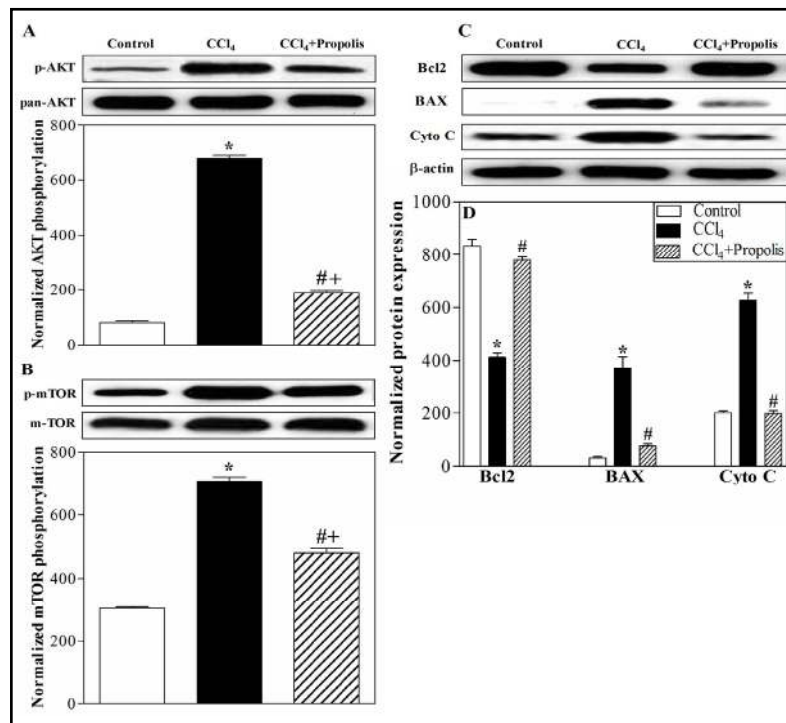 A
Control CCl4 CCl4+Propolis
p-AKT
pan-AKT
Normalized AKT phosphorylation
800
600
400
200
0
*
#+
B
p-mTOR
m-TOR
Normalized mTOR phosphorylation
800
600
400
200
0
*
#+
C
Control CCl4 CCl4+Propolis
Bcl2
BAX
Cyto C
β-actin
D
Control
CCl4
CCl4+Propolis
Normalized protein expression
1000
800
600
400
200
0
* #
* #
* #
Bcl2 BAX Cyto C